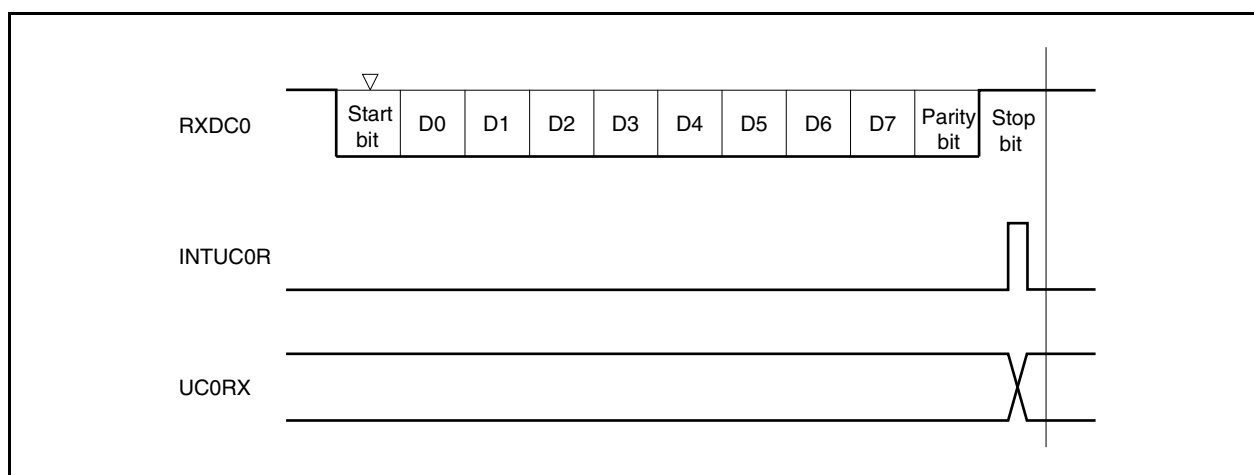 RXDC0
Start
bit
D0
D1
D2
D3
D4
D5
D6
D7
Parity
bit
Stop
bit
INTUC0R
UC0RX